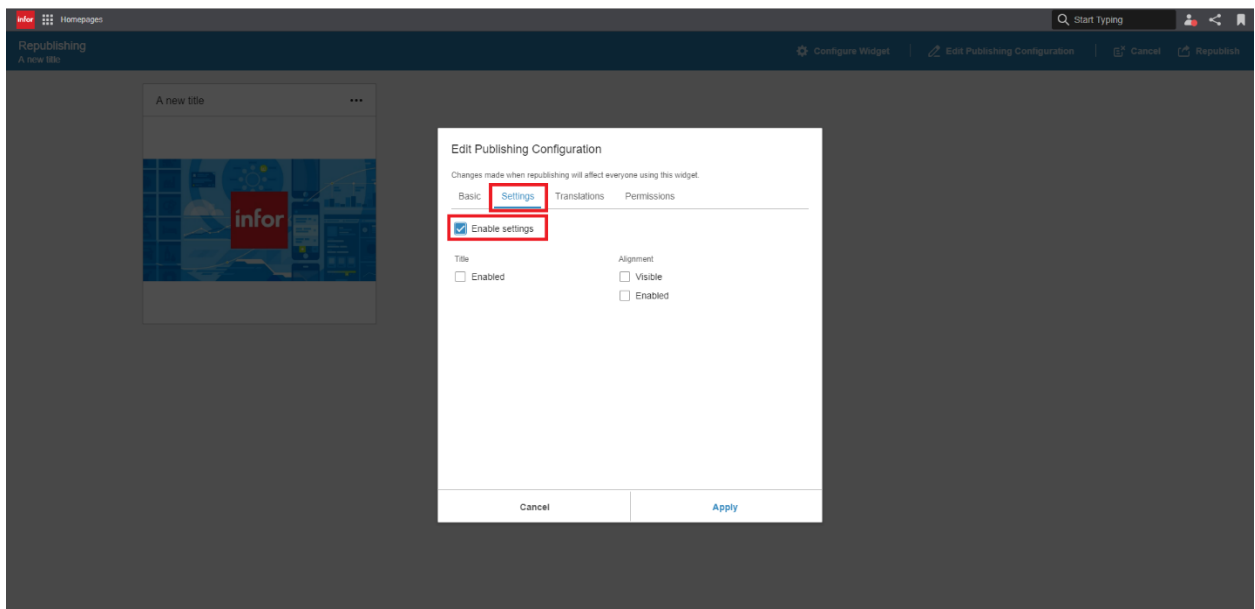 infor Homepages Start Typing
Republishing
A new title
Configure Widget Edit Publishing Configuration Cancel Republish
A new title
infor
Edit Publishing Configuration
Changes made when republishing will affect everyone using this widget.
Basic Settings Translations Permissions
Enable settings
Title Alignment
Enabled Visible
Enabled
Cancel Apply